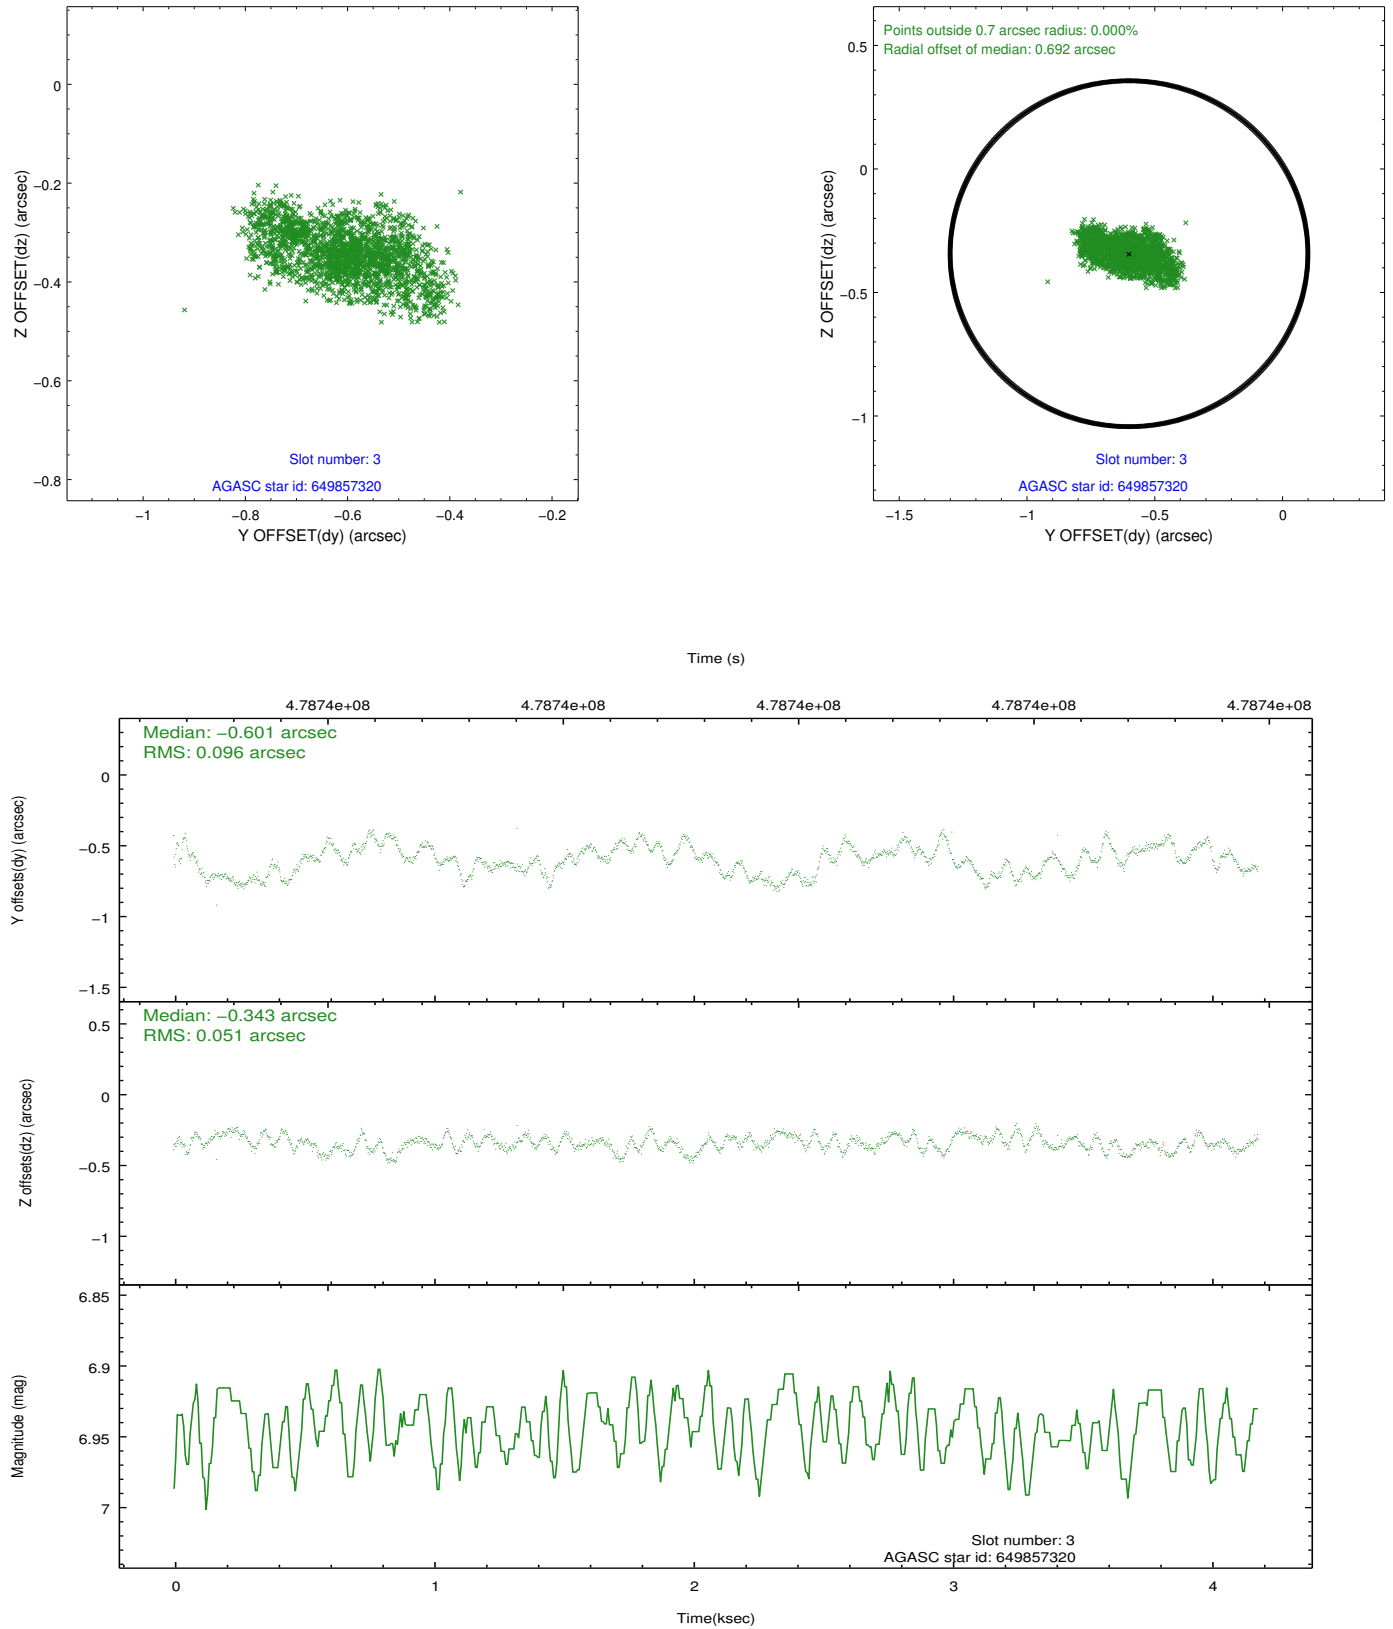 0
−0.2
−0.4
−0.6
−0.8
Z OFFSET(dz) (arcsec)
Slot number: 3
AGASC star id: 649857320
−1 −0.8 −0.6 −0.4 −0.2
Y OFFSET(dy) (arcsec)
Points outside 0.7 arcsec radius: 0.000%
Radial offset of median: 0.692 arcsec
0.5
0
−0.5
−1
Z OFFSET(dz) (arcsec)
Slot number: 3
AGASC star id: 649857320
−1.5 −1 −0.5 0
Y OFFSET(dy) (arcsec)
Time (s)
4.7874e+08 4.7874e+08 4.7874e+08 4.7874e+08 4.7874e+08
Median: −0.601 arcsec
RMS: 0.096 arcsec
0
−0.5
−1
−1.5
Y offsets(dy) (arcsec)
Median: −0.343 arcsec
RMS: 0.051 arcsec
0.5
0
−0.5
−1
Z offsets(dz) (arcsec)
6.85
6.9
6.95
7
Magnitude (mag)
Slot number: 3
AGASC star id: 649857320
0 1 2 3 4
Time(ksec)